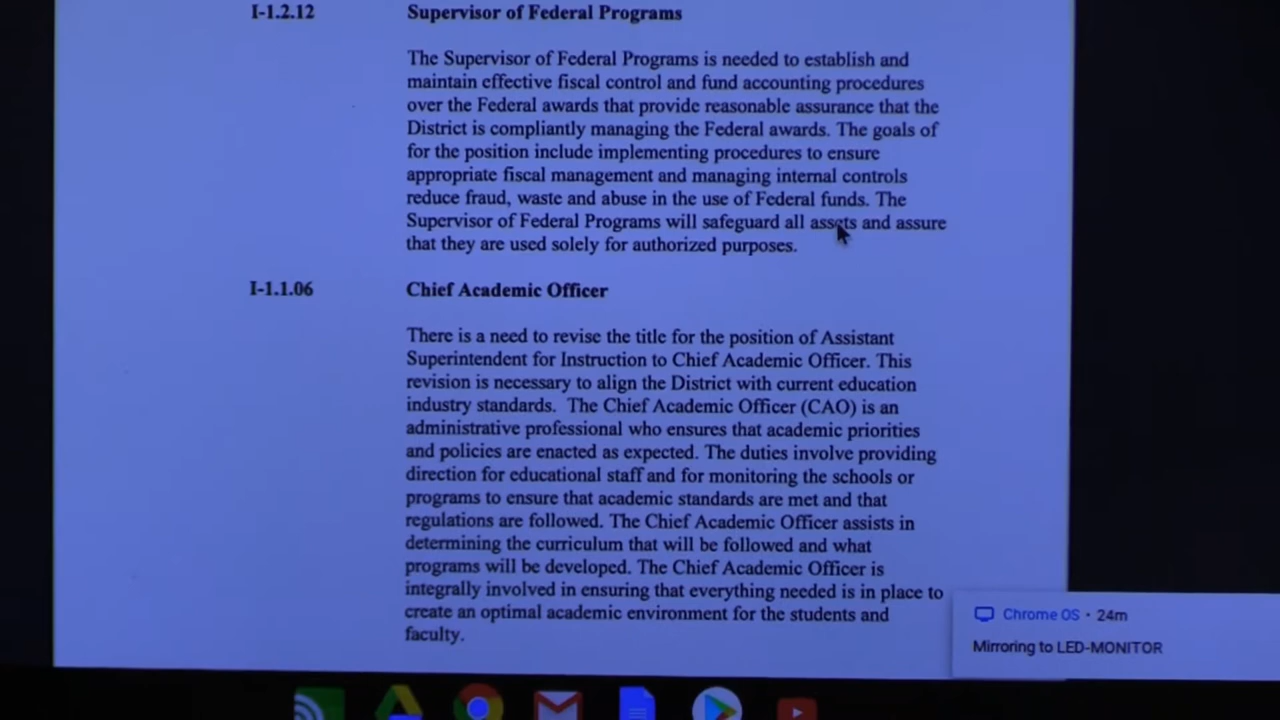 I-1.2.12 Supervisor of Federal Programs
The Supervisor of Federal Programs is needed to establish and
maintain effective fiscal control and fund accounting procedures
over the Federal awards that provide reasonable assurance that the
District is compliantly managing the Federal awards. The goals of
for the position include implementing procedures to ensure
appropriate fiscal management and managing internal controls
reduce fraud, waste and abuse in the use of Federal funds. The
Supervisor of Federal Programs will safeguard all assets and assure
that they are used solely for authorized purposes.
I-1.1.06 Chief Academic Officer
There is a need to revise the title for the position of Assistant
Superintendent for Instruction to Chief Academic Officer. This
revision is necessary to align the District with current education
industry standards. The Chief Academic Officer (CAO) is an
administrative professional who ensures that academic priorities
and policies are enacted as expected. The duties involve providing
direction for educational staff and for monitoring the schools or
programs to ensure that academic standards are met and that
regulations are followed. The Chief Academic Officer assists in
determining the curriculum that will be followed and what
programs will be developed. The Chief Academic Officer is
integrally involved in ensuring that everything needed is in place to
create an optimal academic environment for the students and
faculty.
Chrome OS • 24m
Mirroring to LED-MONITOR